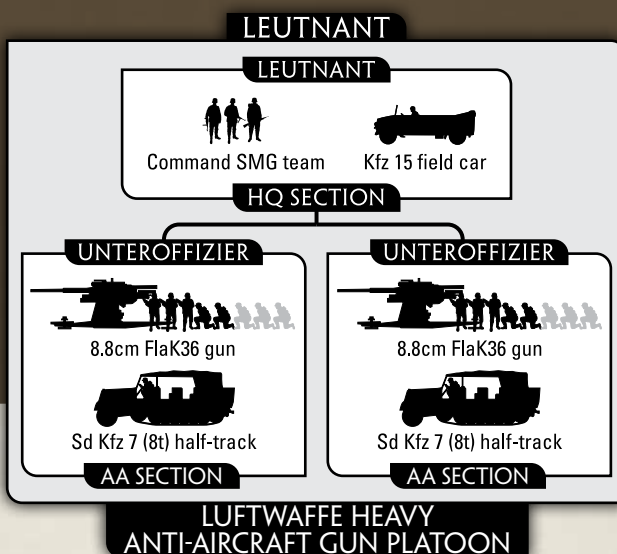 LEUTNANT
LEUTNANT
Command SMG team
Kfz 15 field car
HQ SECTION
UNTEROFFIZIER
8.8cm FlaK36 gun
Sd Kfz 7 (8t) half-track
AA SECTION
UNTEROFFIZIER
8.8cm FlaK36 gun
Sd Kfz 7 (8t) half-track
AA SECTION
LUFTWAFFE HEAVY
ANTI-AIRCRAFT GUN PLATOON